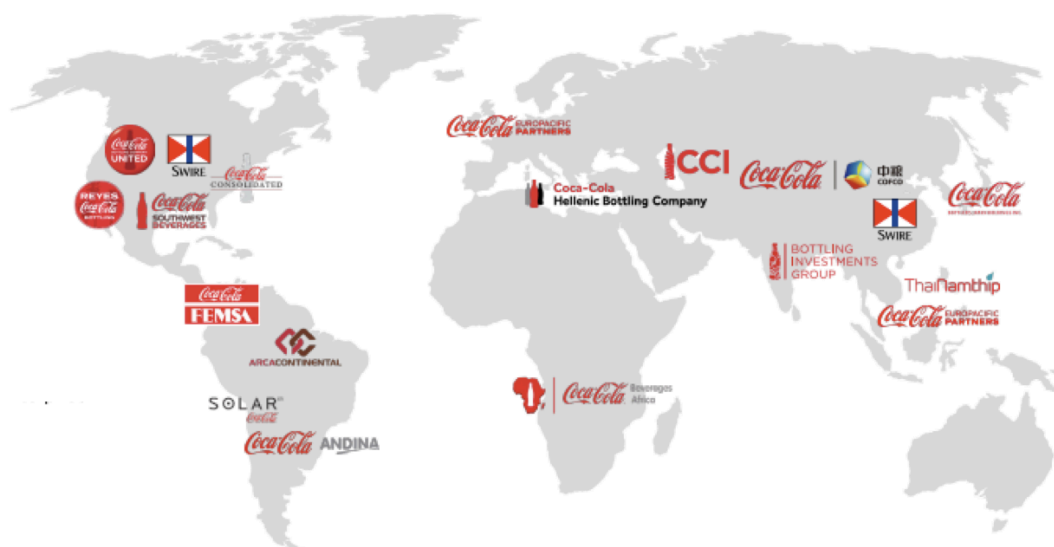 Coca-Cola
UNITED
SWIRE
Coca-Cola
CONSOLIDATED
REYES
Coca-Cola
BOTTLING
Coca-Cola
SOUTHWEST
BEVERAGES
Coca-Cola EUROPACIFIC
PARTNERS
CCI
Coca-Cola
Hellenic Bottling Company
Coca-Cola 中粮
COFCO
Coca-Cola
SWIRE
BOTTLING
INVESTMENTS
GROUP
ThaiNamthip
Coca-Cola EUROPACIFIC
PARTNERS
Coca-Cola
FEMSA
ARCACONTINENTAL
Coca-Cola Beverages
Africa
SOLAR
Coca-Cola
Coca-Cola ANDINA